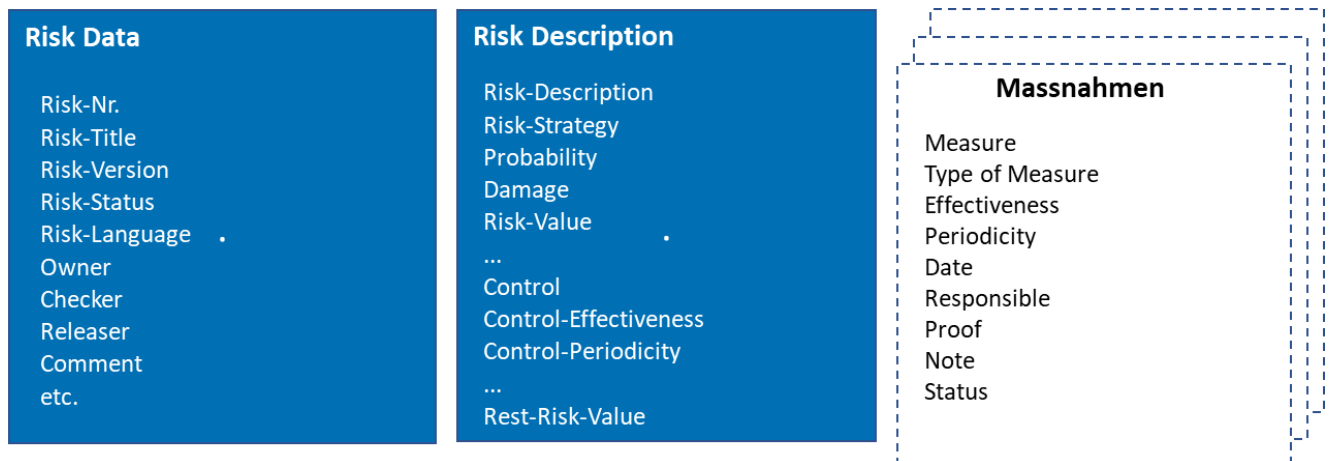 Risk Data
Risk-Nr.
Risk-Title
Risk-Version
Risk-Status
Risk-Language
Owner
Checker
Releaser
Comment
etc.
Risk Description
Risk-Description
Risk-Strategy
Probability
Damage
Risk-Value
...
Control
Control-Effectiveness
Control-Periodicity
...
Rest-Risk-Value
Massnahmen
Measure
Type of Measure
Effectiveness
Periodicity
Date
Responsible
Proof
Note
Status